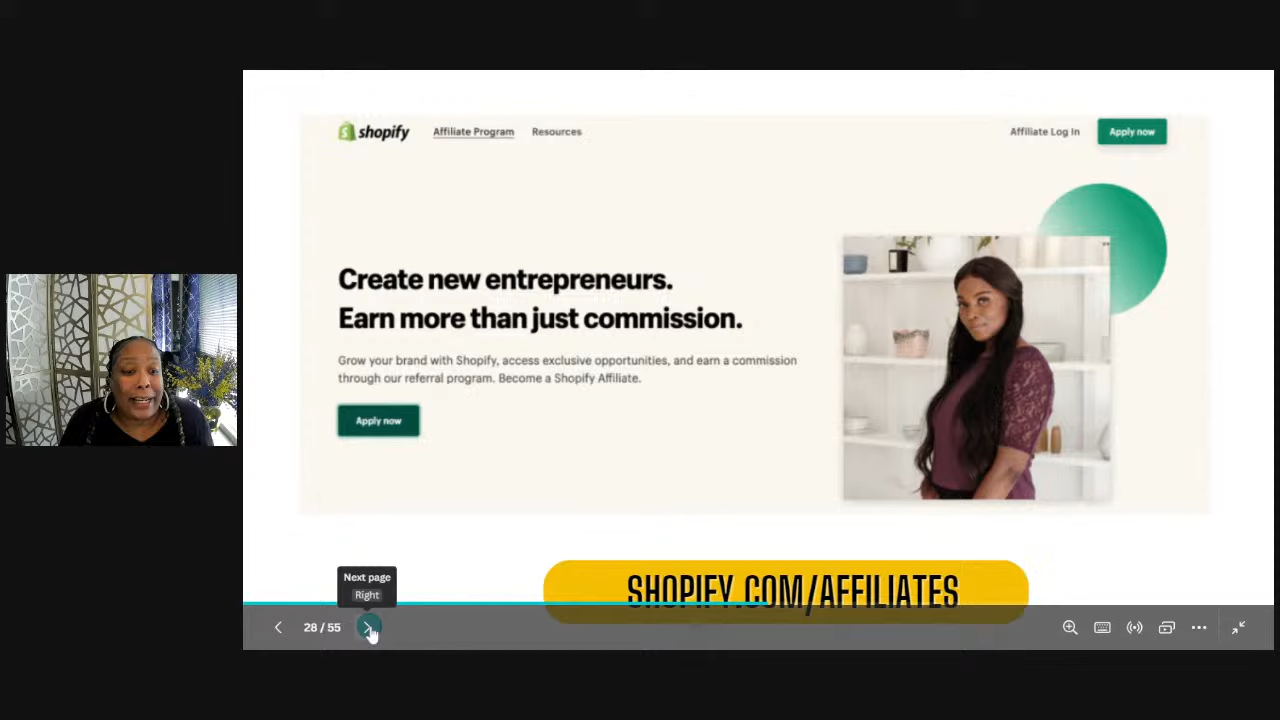 shopify Affiliate Program Resources Affiliate Log In Apply now
Create new entrepreneurs.
Earn more than just commission.
Grow your brand with Shopify, access exclusive opportunities, and earn a commission
through our referral program. Become a Shopify Affiliate.
Apply now
SHOPIFY.COM/AFFILIATES
Next page
Right
28 / 55